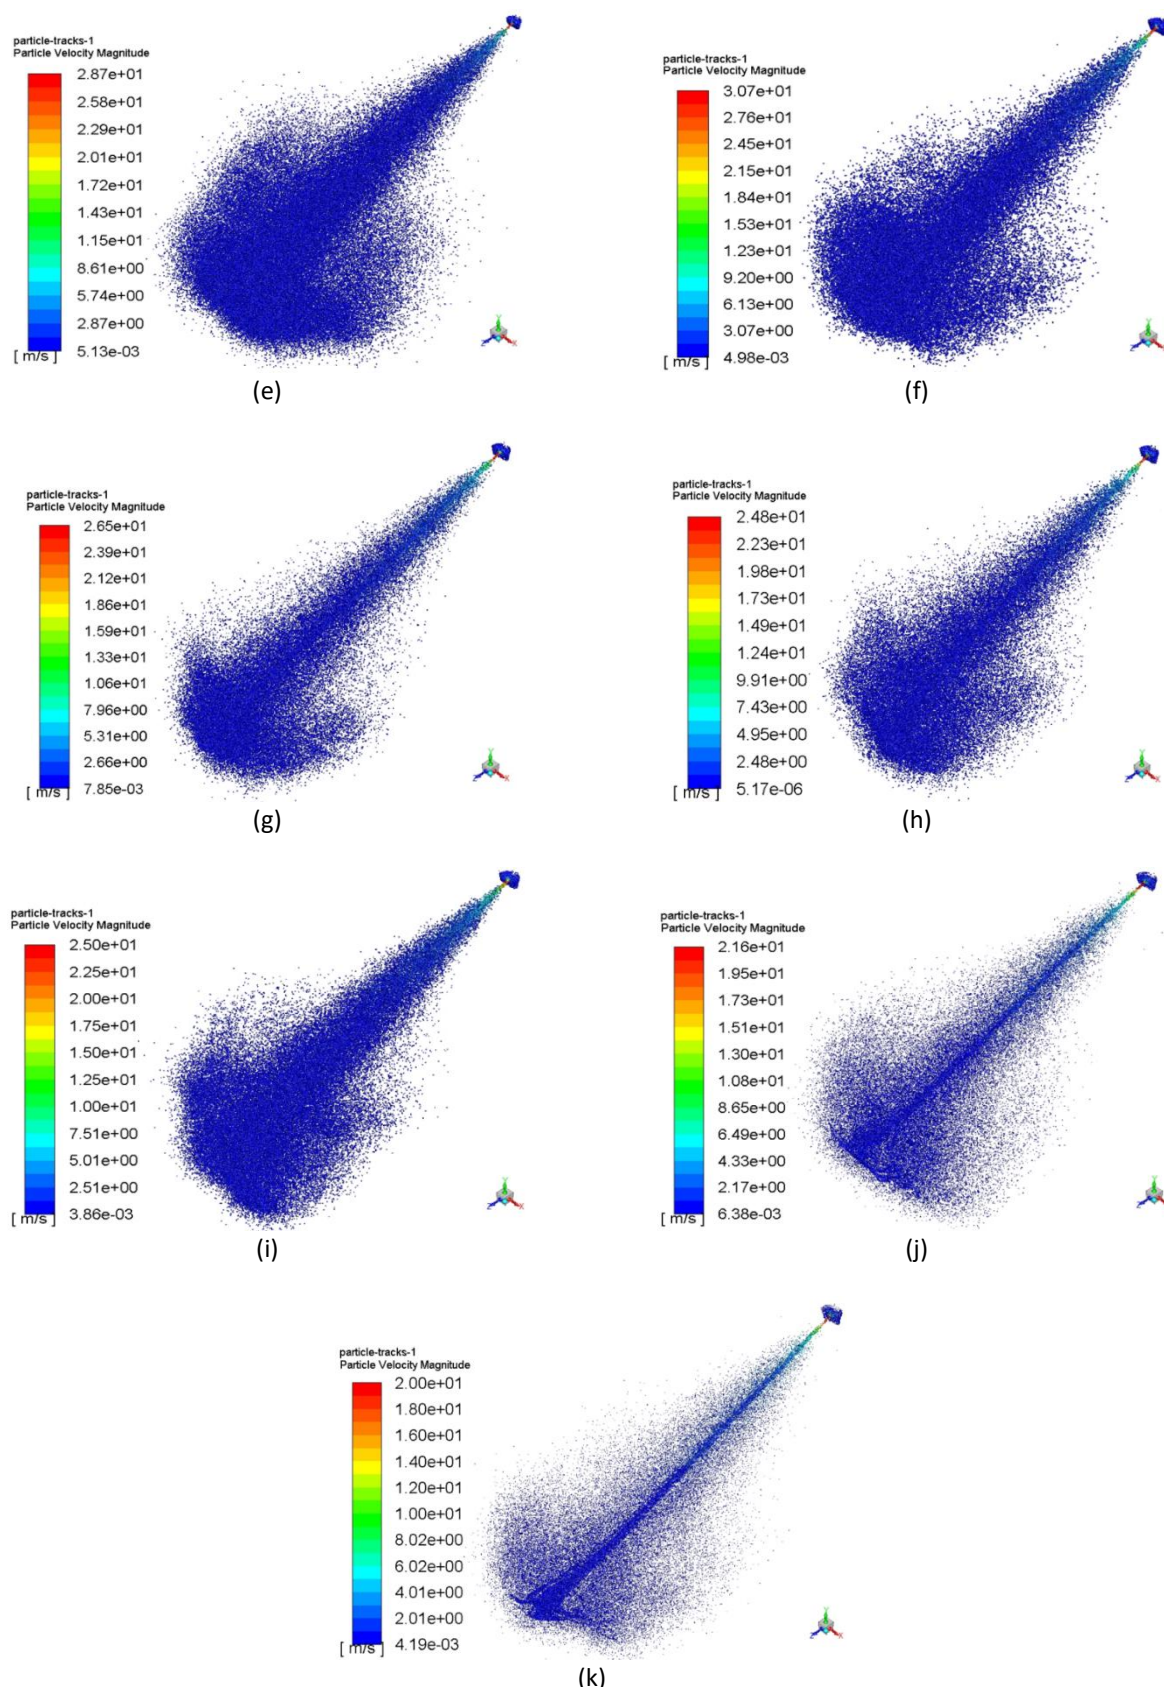 particle-tracks-1
Particle Velocity Magnitude
2.87e+01
2.58e+01
2.29e+01
2.01e+01
1.72e+01
1.43e+01
1.15e+01
8.61e+00
5.74e+00
2.87e+00
5.13e-03
[ m/s ]
Y
Z
X
(e)
particle-tracks-1
Particle Velocity Magnitude
3.07e+01
2.76e+01
2.45e+01
2.15e+01
1.84e+01
1.53e+01
1.23e+01
9.20e+00
6.13e+00
3.07e+00
4.98e-03
[ m/s ]
Y
Z
X
(f)
particle-tracks-1
Particle Velocity Magnitude
2.65e+01
2.39e+01
2.12e+01
1.86e+01
1.59e+01
1.33e+01
1.06e+01
7.96e+00
5.31e+00
2.66e+00
7.85e-03
[ m/s ]
Y
Z
X
(g)
particle-tracks-1
Particle Velocity Magnitude
2.48e+01
2.23e+01
1.98e+01
1.73e+01
1.49e+01
1.24e+01
9.91e+00
7.43e+00
4.95e+00
2.48e+00
5.17e-06
[ m/s ]
Y
Z
X
(h)
particle-tracks-1
Particle Velocity Magnitude
2.50e+01
2.25e+01
2.00e+01
1.75e+01
1.50e+01
1.25e+01
1.00e+01
7.51e+00
5.01e+00
2.51e+00
3.86e-03
[ m/s ]
Y
Z
X
(i)
particle-tracks-1
Particle Velocity Magnitude
2.16e+01
1.95e+01
1.73e+01
1.51e+01
1.30e+01
1.08e+01
8.65e+00
6.49e+00
4.33e+00
2.17e+00
6.38e-03
[ m/s ]
Y
Z
X
(j)
particle-tracks-1
Particle Velocity Magnitude
2.00e+01
1.80e+01
1.60e+01
1.40e+01
1.20e+01
1.00e+01
8.02e+00
6.02e+00
4.01e+00
2.01e+00
4.19e-03
[ m/s ]
Y
Z
X
(k)